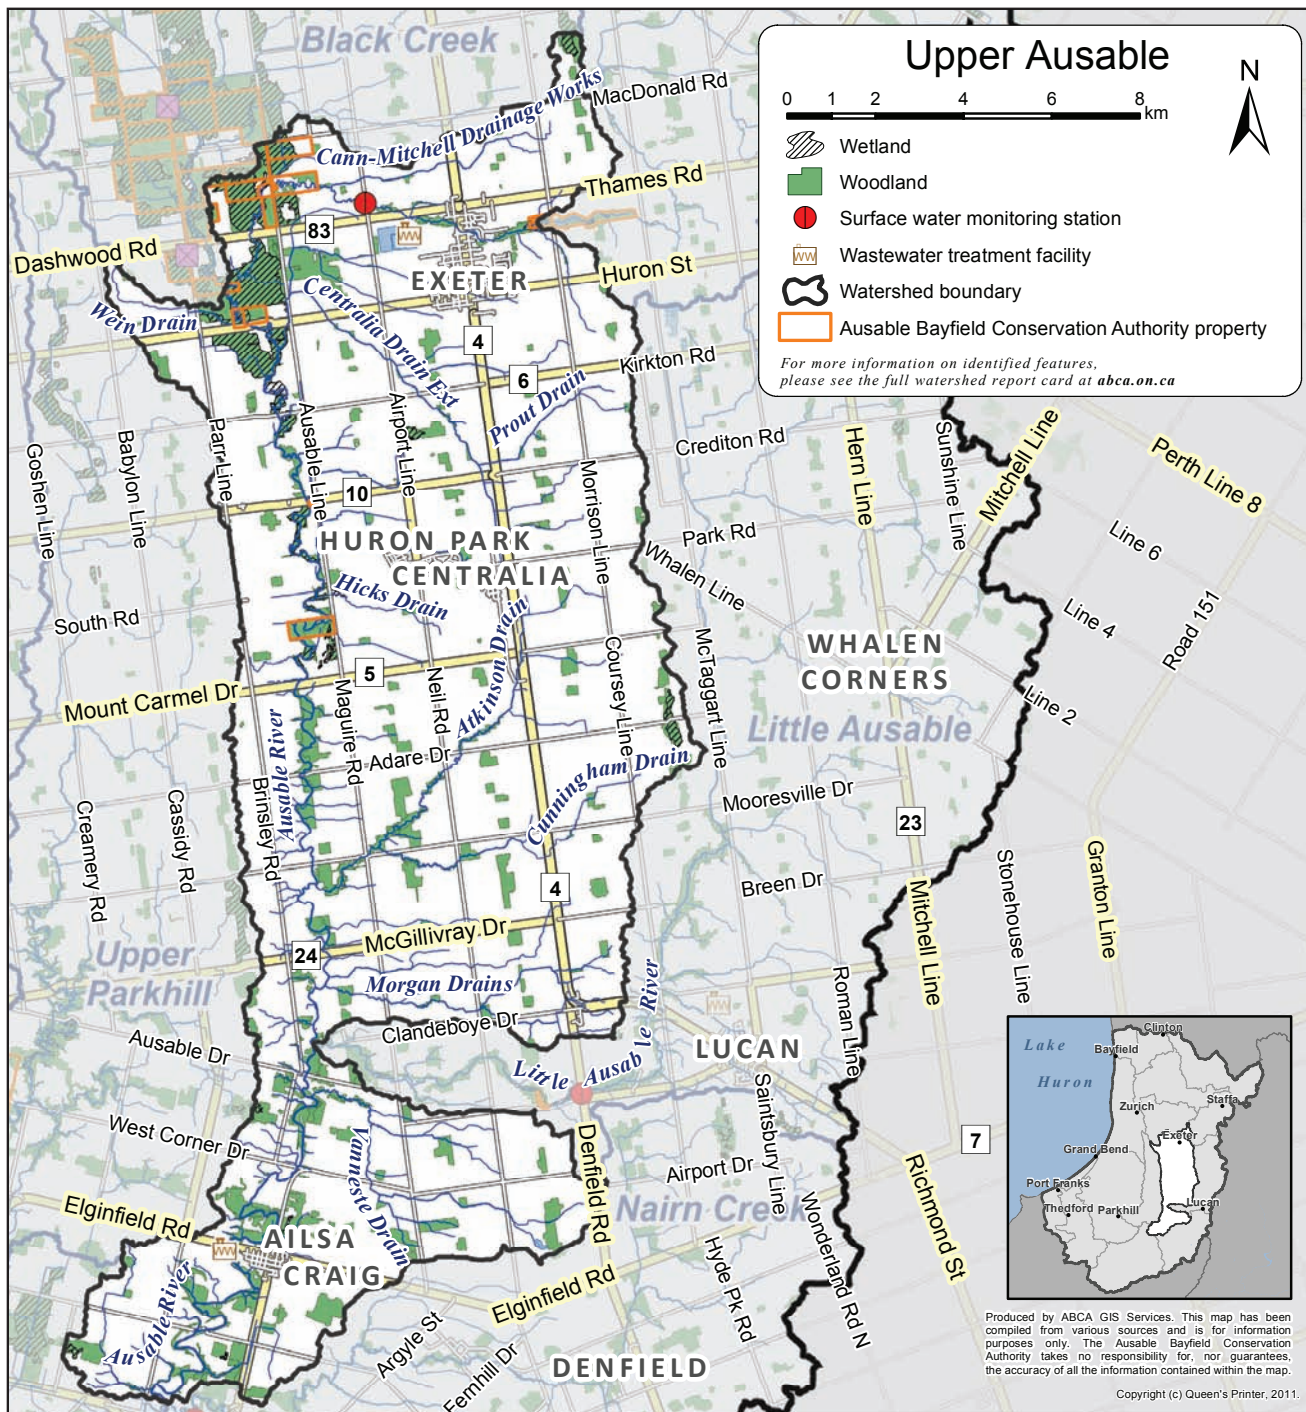 Upper Ausable
0 1 2 4 6 8 km
N
Wetland
Woodland
Surface water monitoring station
Wastewater treatment facility
Watershed boundary
Ausable Bayfield Conservation Authority property
For more information on identified features,
please see the full watershed report card at abca.on.ca
Black Creek
MacDonald Rd
Cann-Mitchell Drainage Works
Thames Rd
83
Dashwood Rd
EXETER
Huron St
Wein Drain
Centralia Drain Ext
4
Kirkton Rd
6
Prout Drain
Goshen Line
Babylon Line
Parr Line
Ausable Line
Airport Line
Crediton Rd
Hern Line
Sunshine Line
Mitchell Line
Perth Line 8
10
Morrison Line
Park Rd
Line 6
HURON PARK
CENTRALIA
Whalen Line
Hicks Drain
South Rd
Line 4
Road 151
WHALEN
CORNERS
5
Mount Carmel Dr
Maguire Rd
Neil Rd
Atkinson Drain
Coursey Line
McTaggart Line
Line 2
Little Ausable
Ausable River
Adare Dr
Cunningham Drain
Creamery Rd
Cassidy Rd
Brinsley Rd
Mooresville Dr
23
Breen Dr
4
Mitchell Line
Stonehouse Line
Granton Line
McGillivray Dr
24
Upper
Parkhill
Morgan Drains
Clandeboye Dr
Little Ausable River
Roman Line
Ausable Dr
LUCAN
West Corner Dr
Vanneste Drain
Saintsbury Line
Denfield Rd
Airport Dr
7
Richmond St
Nairn Creek
Elginfield Rd
AILSA
CRAIG
Elginfield Rd
Hyde Pk Rd
Wonderland Rd N
Ausable River
Argyle St
Fernhill Dr
DENFIELD
Lake
Huron
Clinton
Bayfield
Zurich
Staffa
Exeter
Grand Bend
Port Franks
Thedford
Parkhill
Lucan
Produced by ABCA GIS Services. This map has been
compiled from various sources and is for information
purposes only. The Ausable Bayfield Conservation
Authority takes no responsibility for, nor guarantees,
the accuracy of all the information contained within the map.
Copyright (c) Queen's Printer, 2011.